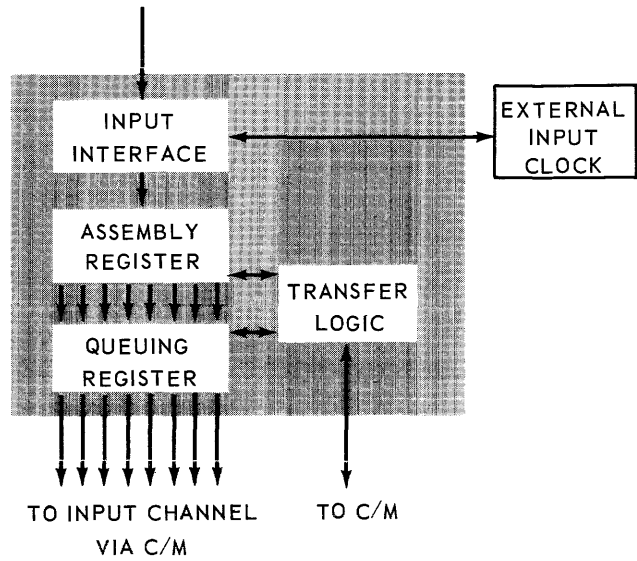 INPUT
INTERFACE
EXTERNAL
INPUT
CLOCK
ASSEMBLY
REGISTER
TRANSFER
LOGIC
QUEUING
REGISTER
TO INPUT CHANNEL
VIA C/M
TO C/M